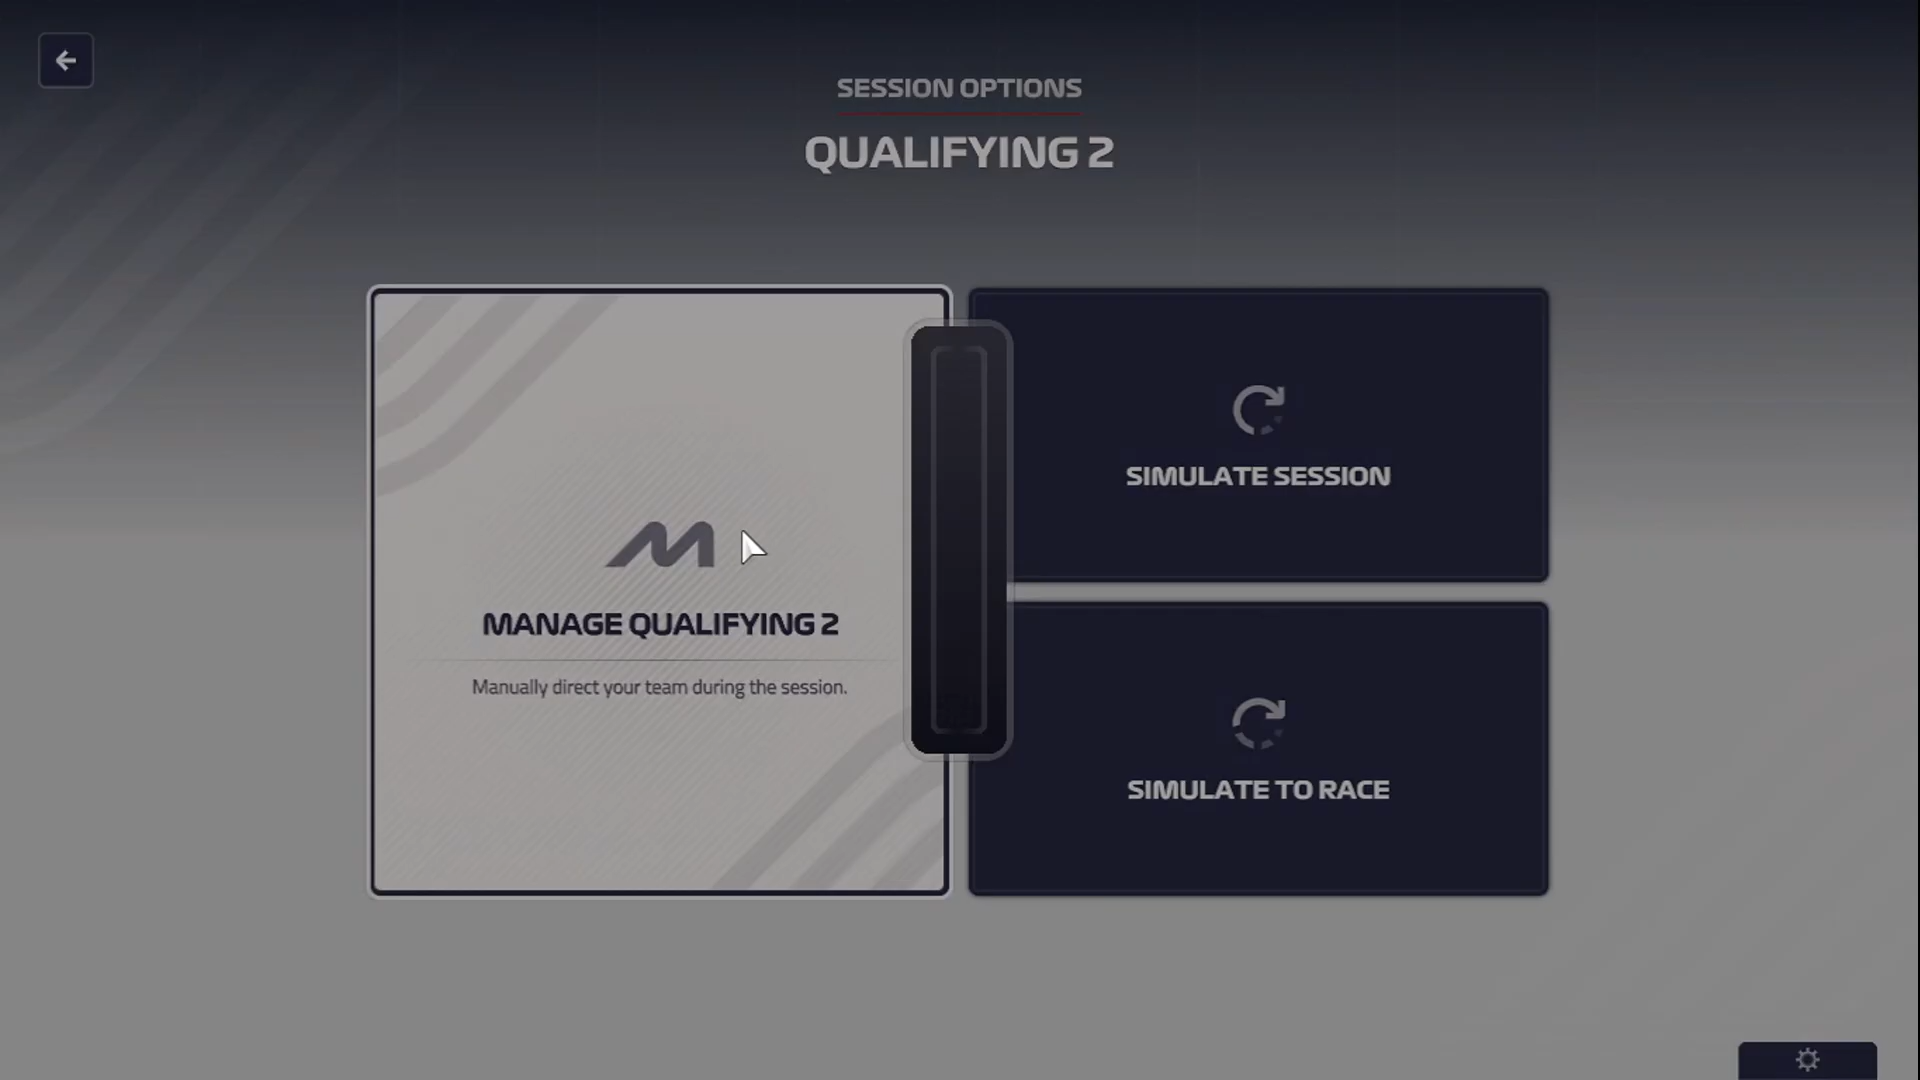 SESSION OPTIONS
QUALIFYING 2
MANAGE QUALIFYING 2
Manually direct your team during the session.
SIMULATE SESSION
SIMULATE TO RACE